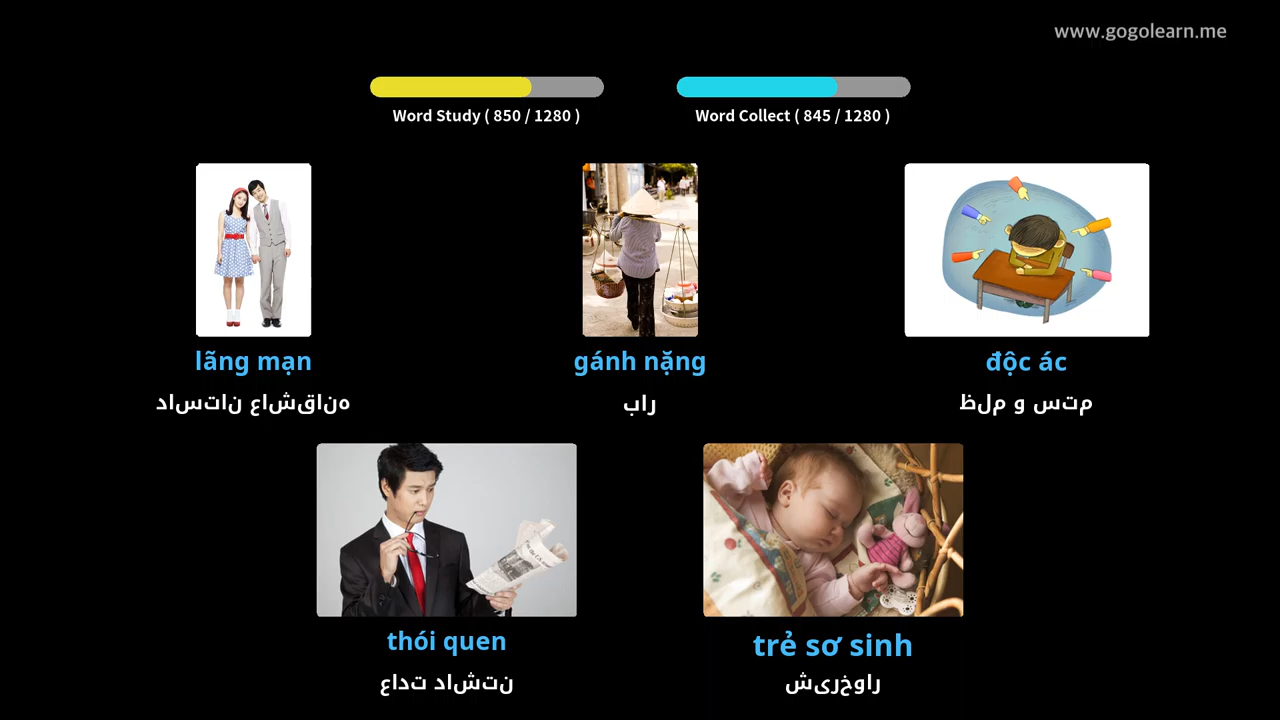 www.gogolearn.me
Word Study ( 850 / 1280 )
Word Collect ( 845 / 1280 )
lãng mạn
داستان عاشقانه
gánh nặng
بار
độc ác
ظلم و ستم
thói quen
عادت داشتن
trẻ sơ sinh
شیرخوار